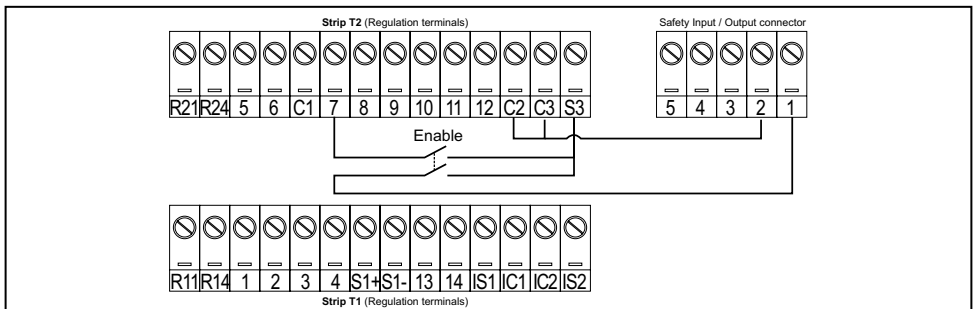 Strip T2 (Regulation terminals)
Safety Input / Output connector
R21 R24 5 6 C1 7 8 9 10 11 12 C2 C3 S3
5 4 3 2 1
Enable
R11 R14 1 2 3 4 S1+ S1- 13 14 IS1 IC1 IC2 IS2
Strip T1 (Regulation terminals)